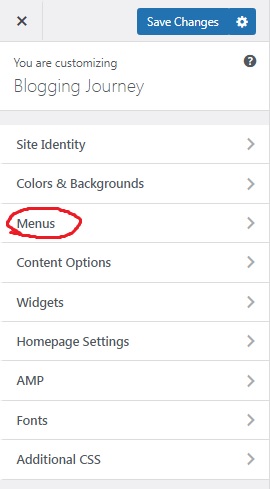 Save Changes
You are customizing
Blogging Journey
Site Identity
Colors & Backgrounds
Menus
Content Options
Widgets
Homepage Settings
AMP
Fonts
Additional CSS